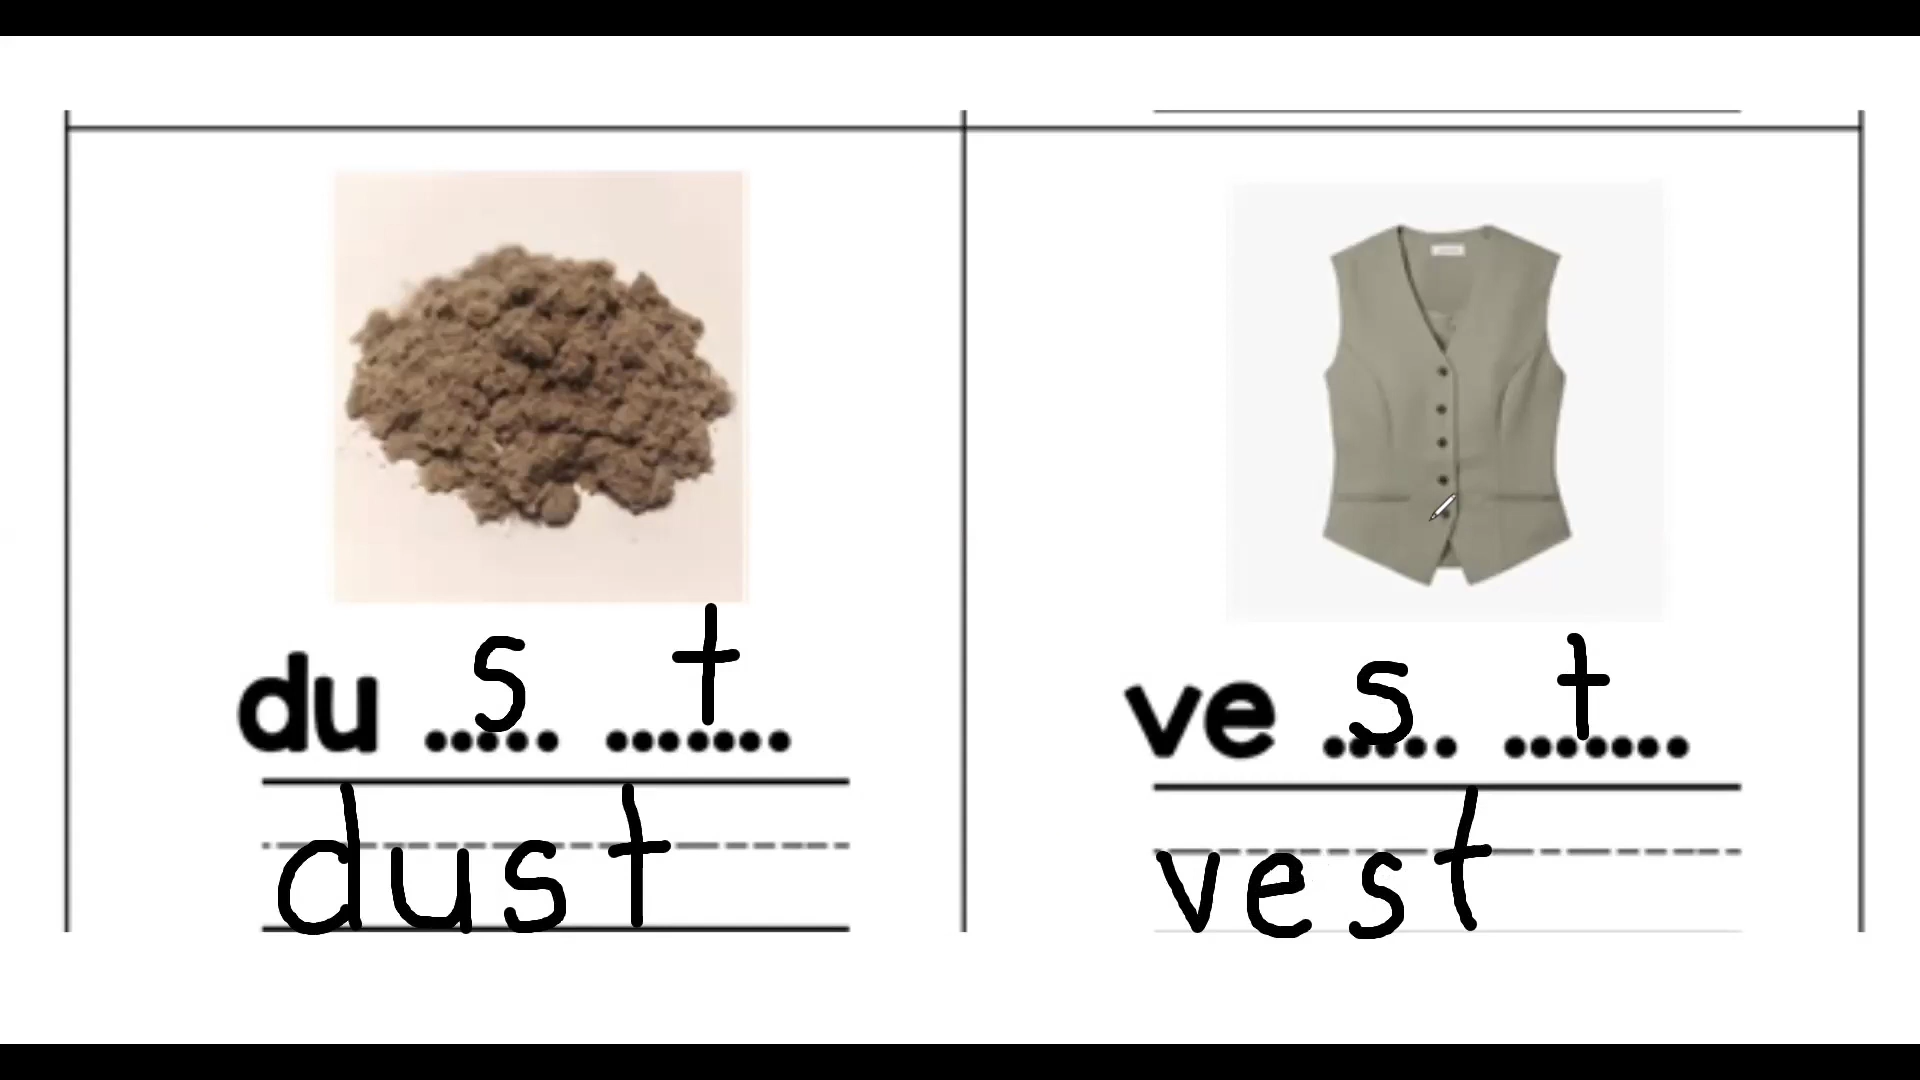 du s t
dust
ve s t
vest